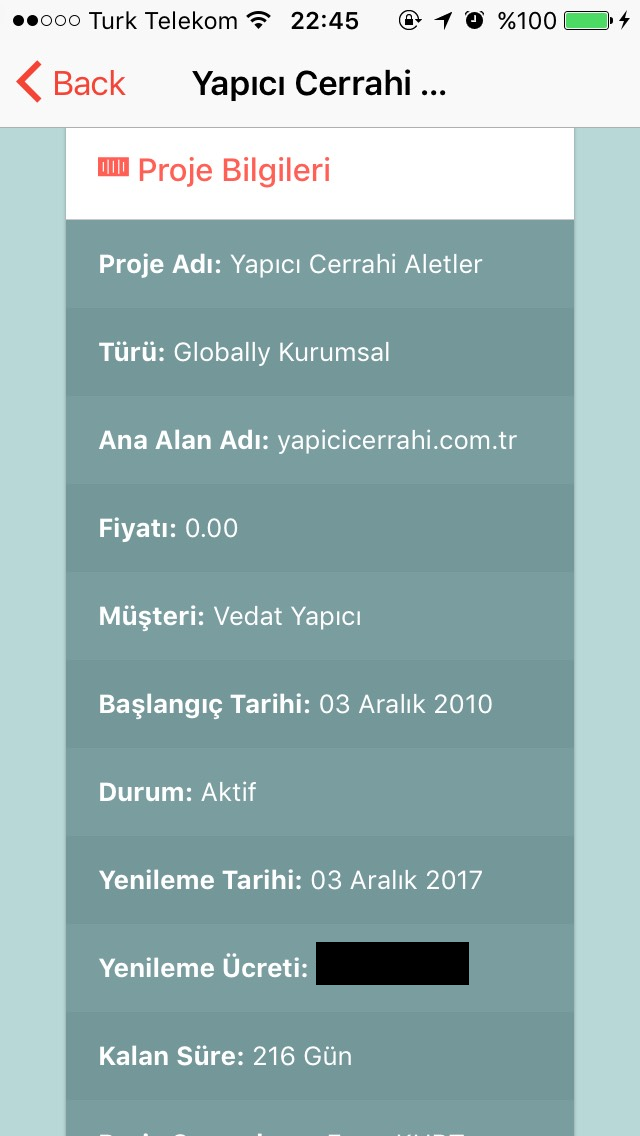 Turk Telekom 22:45 %100
Back Yapıcı Cerrahi ...
Proje Bilgileri
Proje Adı: Yapıcı Cerrahi Aletler
Türü: Globally Kurumsal
Ana Alan Adı: yapicicerrahi.com.tr
Fiyatı: 0.00
Müşteri: Vedat Yapıcı
Başlangıç Tarihi: 03 Aralık 2010
Durum: Aktif
Yenileme Tarihi: 03 Aralık 2017
Yenileme Ücreti:
Kalan Süre: 216 Gün